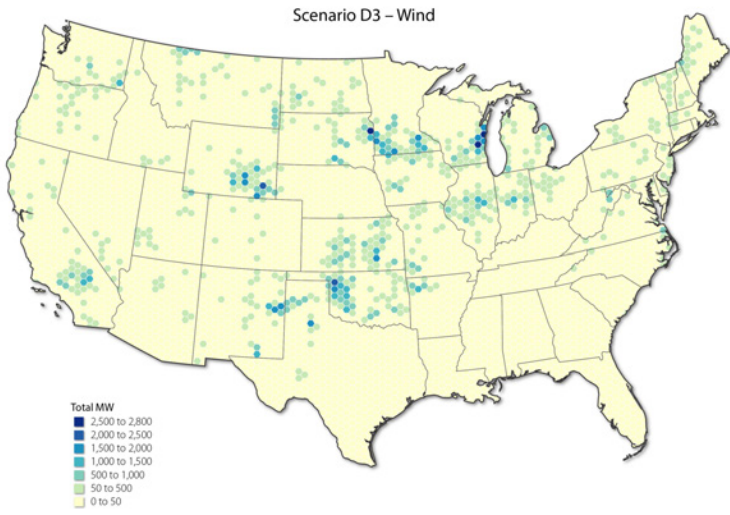 Scenario D3 – Wind
Total MW
2,500 to 2,800
2,000 to 2,500
1,500 to 2,000
1,000 to 1,500
500 to 1,000
50 to 500
0 to 50